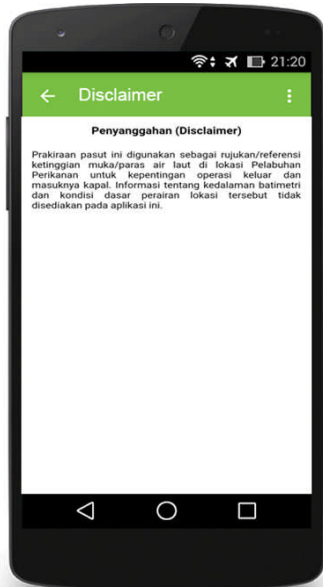 21:20
Disclaimer
Penyanggahan (Disclaimer)
Prakiraan pasut ini digunakan sebagai rujukan/referensi
ketinggian muka/paras air laut di lokasi Pelabuhan
Perikanan untuk kepentingan operasi keluar dan
masuknya kapal. Informasi tentang kedalaman batimetri
dan kondisi dasar perairan lokasi tersebut tidak
disediakan pada aplikasi ini.